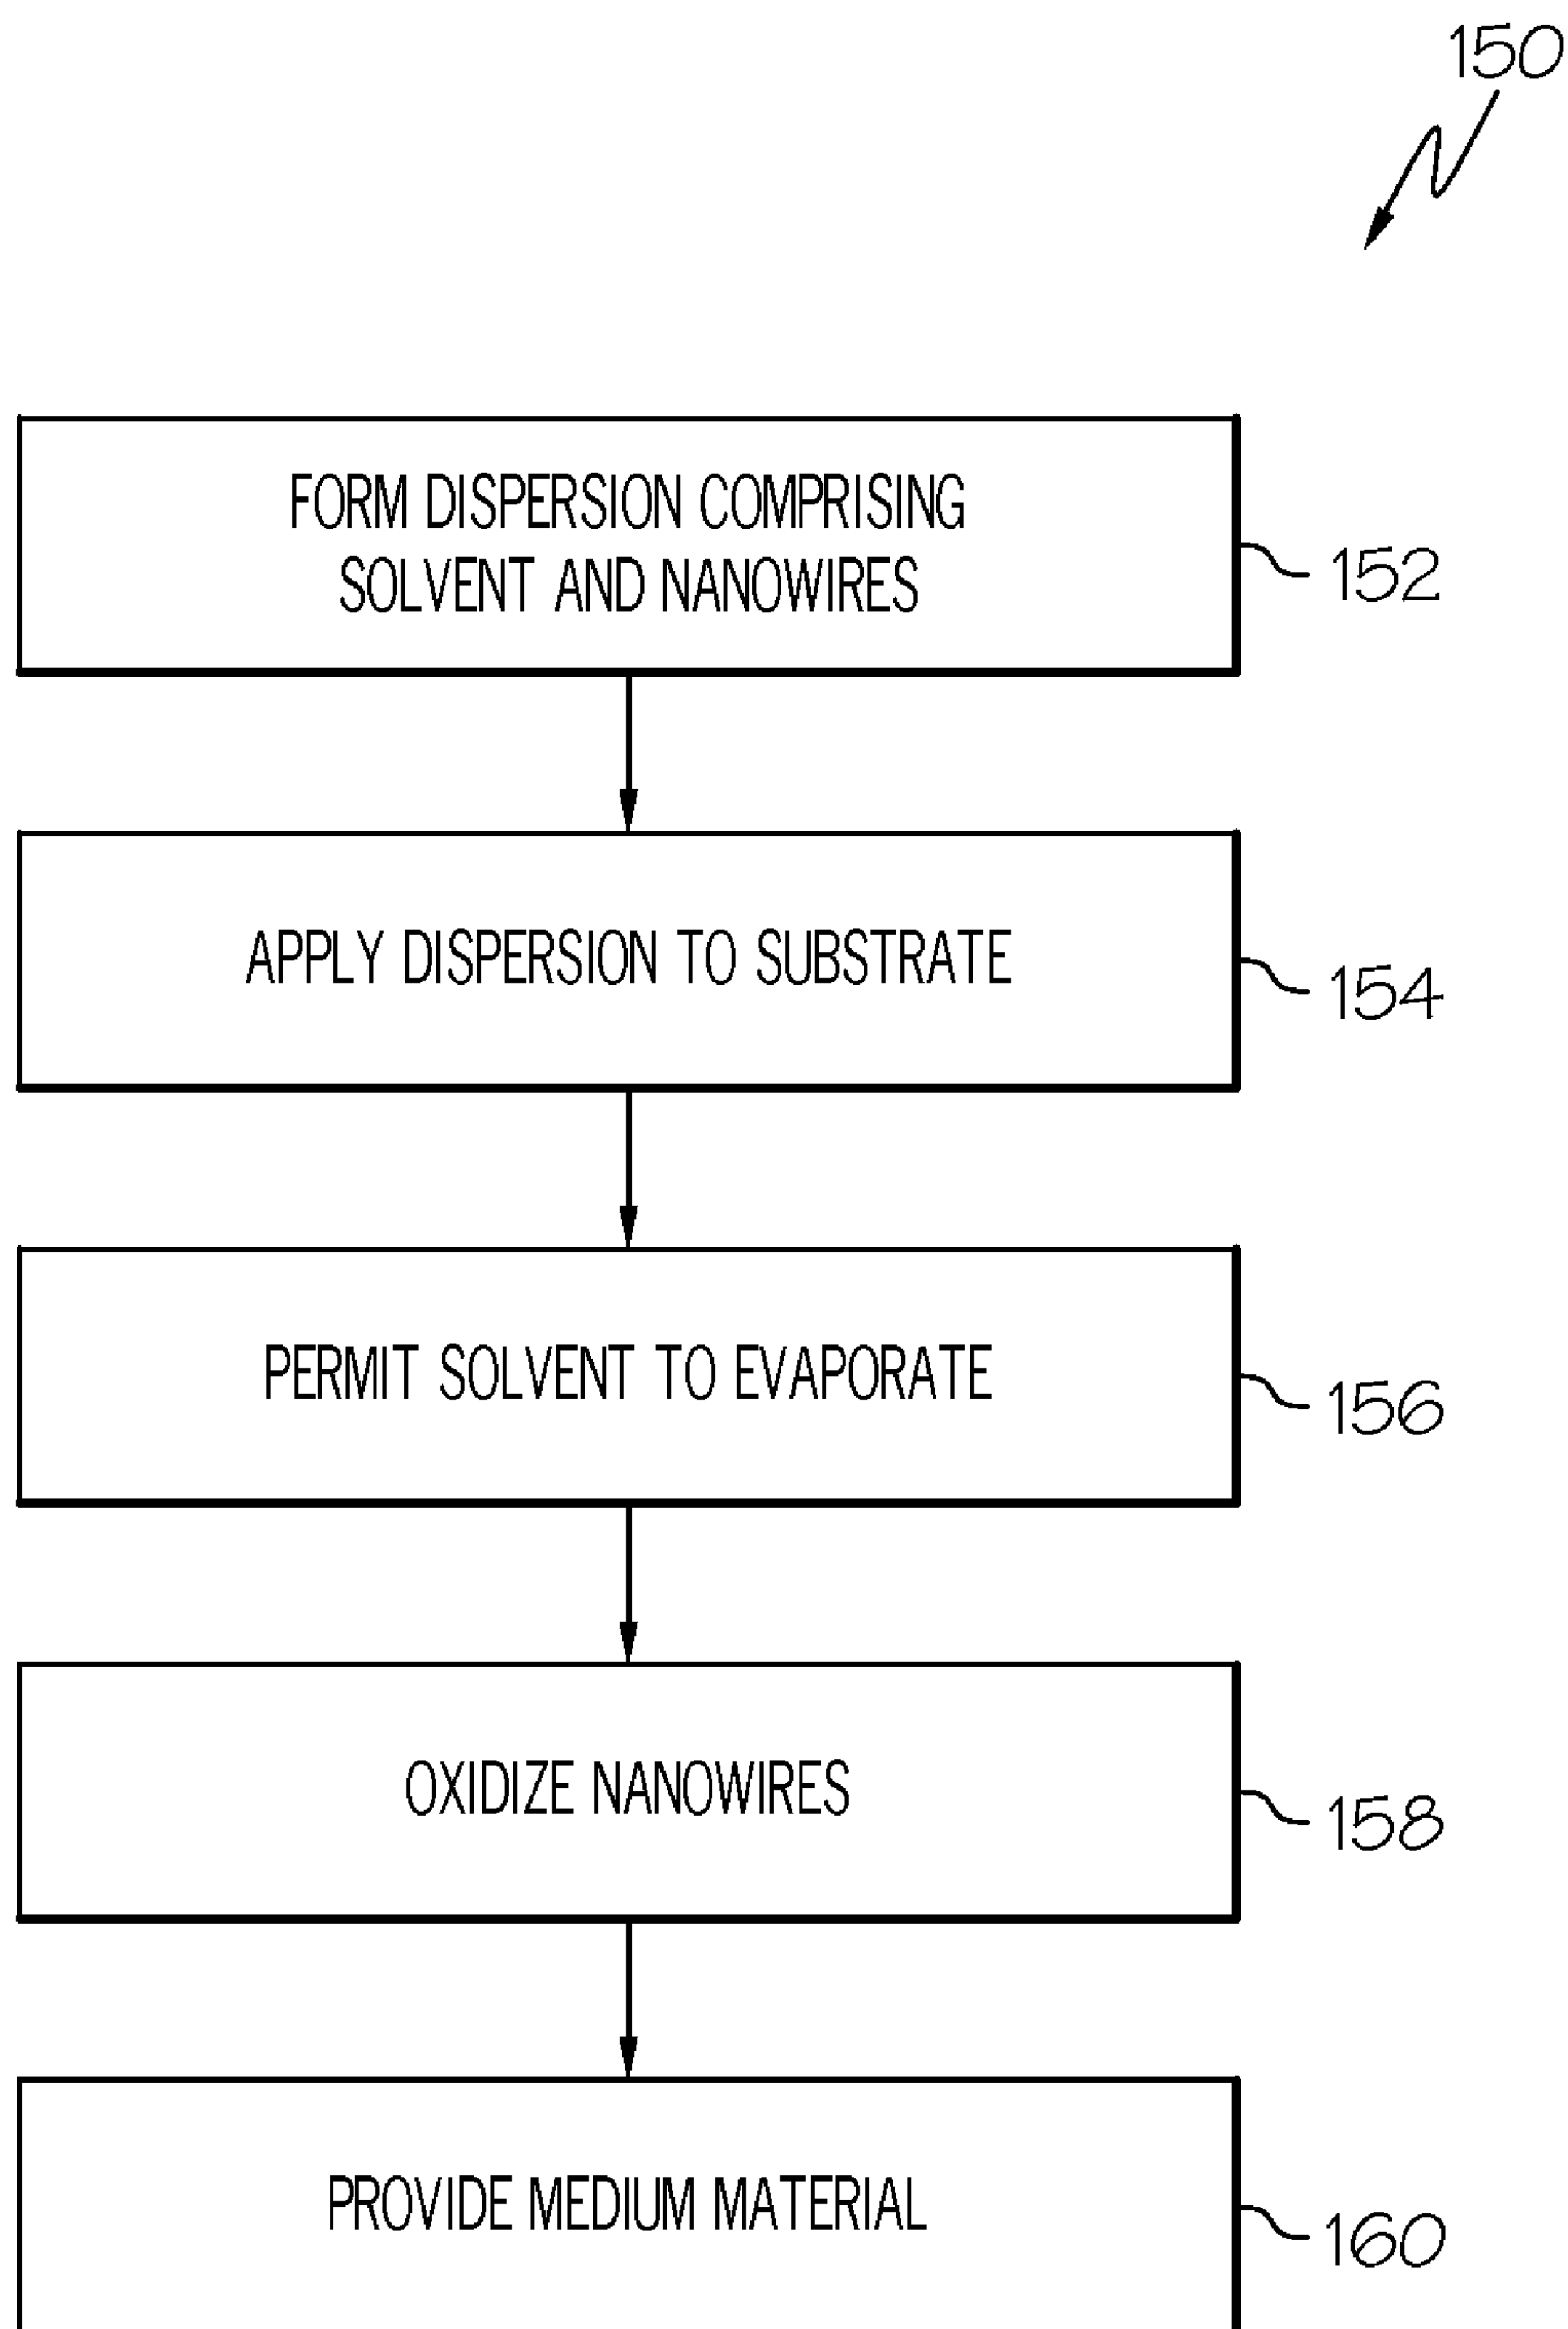 150
FORM DISPERSION COMPRISING
SOLVENT AND NANOWIRES
152
APPLY DISPERSION TO SUBSTRATE
154
PERMIT SOLVENT TO EVAPORATE
156
OXIDIZE NANOWIRES
158
PROVIDE MEDIUM MATERIAL
160